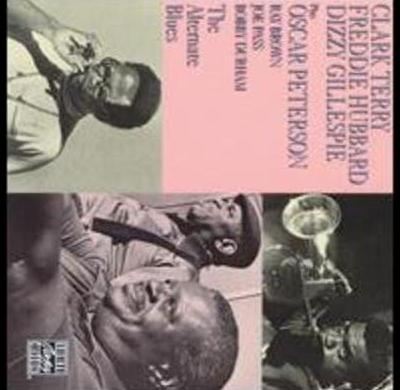 CLARK TERRY
FREDDIE HUBBARD
DIZZY GILLESPIE
Plus
OSCAR PETERSON
RAY BROWN
JOE PASS
BOBBY DURHAM
The
Alternate
Blues